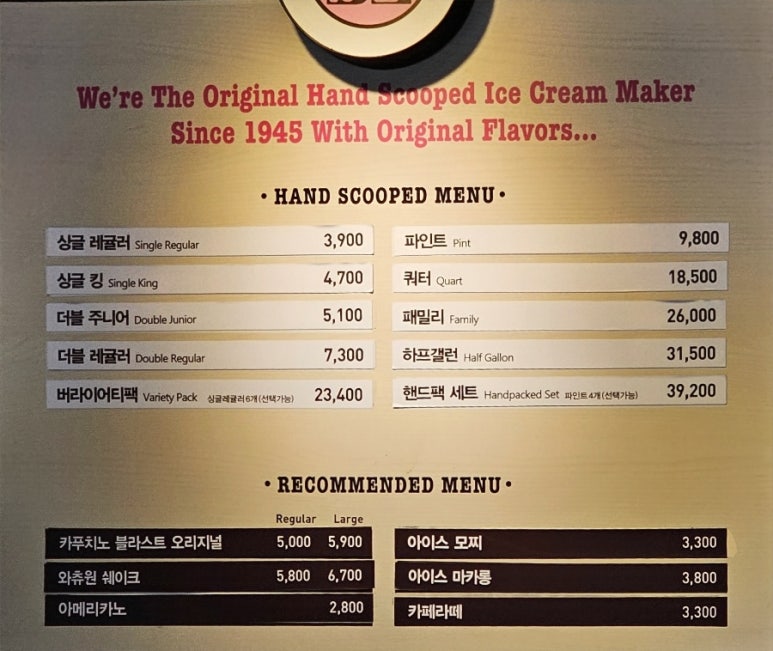 We're The Original Hand Scooped Ice Cream Maker
Since 1945 With Original Flavors...
· HAND SCOOPED MENU ·
싱글 레귤러 Single Regular 3,900
싱글 킹 Single King 4,700
더블 주니어 Double Junior 5,100
더블 레귤러 Double Regular 7,300
버라이어티팩 Variety Pack 싱글레귤러6개(선택가능) 23,400
파인트 Pint 9,800
쿼터 Quart 18,500
패밀리 Family 26,000
하프갤런 Half Gallon 31,500
핸드팩 세트 Handpacked Set 파인트4개(선택가능) 39,200
· RECOMMENDED MENU ·
Regular Large
카푸치노 블라스트 오리지널 5,000 5,900
와츄원 쉐이크 5,800 6,700
아메리카노 2,800
아이스 모찌 3,300
아이스 마카롱 3,800
카페라떼 3,300